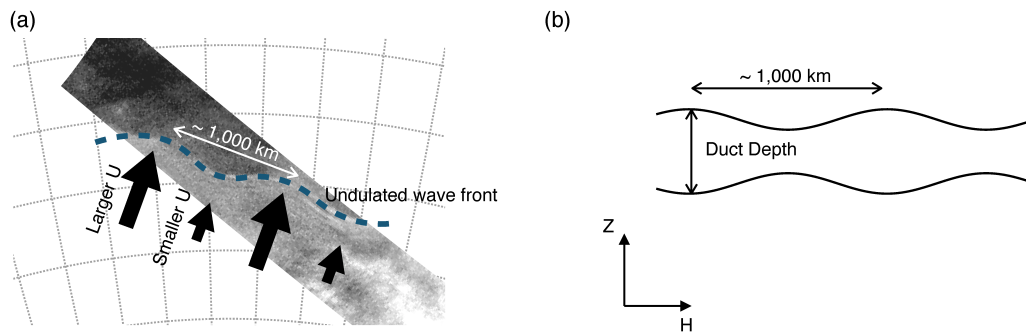 (a)
(b)
~ 1,000 km
~ 1,000 km
Duct Depth
Larger U
Smaller U
Undulated wave front
Z
H